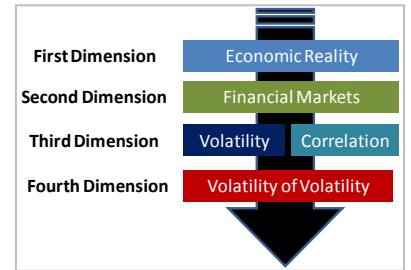 First Dimension Economic Reality
Second Dimension Financial Markets
Third Dimension Volatility Correlation
Fourth Dimension Volatility of Volatility